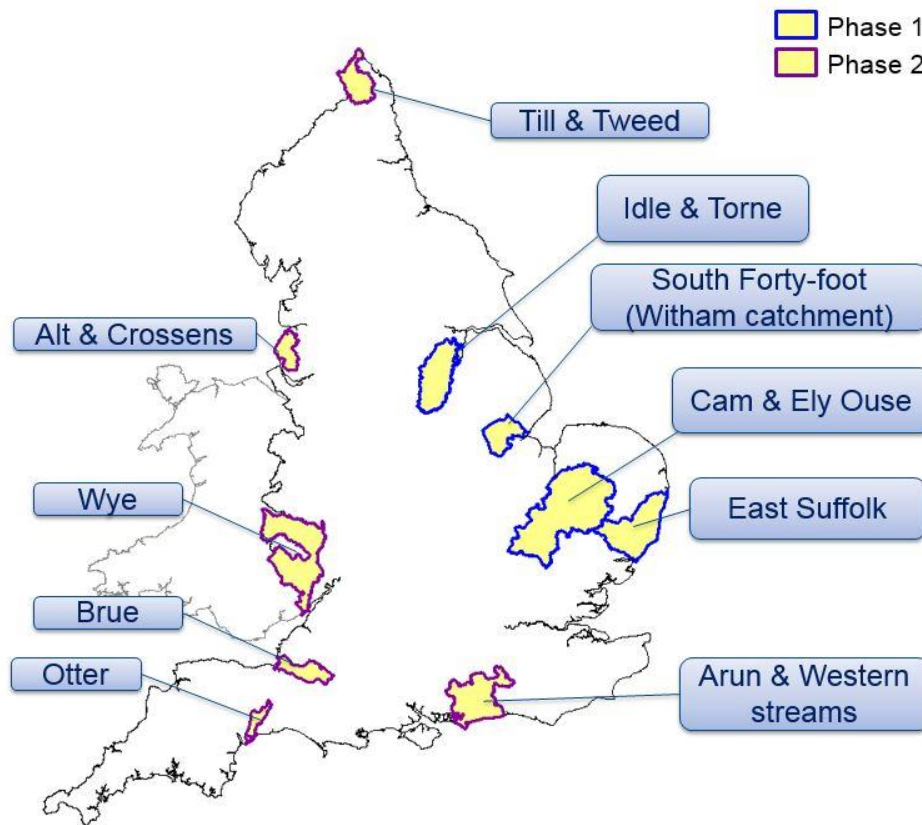 Phase 1
Phase 2
Till & Tweed
Idle & Torne
South Forty-foot
(Witham catchment)
Alt & Crossens
Cam & Ely Ouse
Wye
East Suffolk
Brue
Otter
Arun & Western
streams